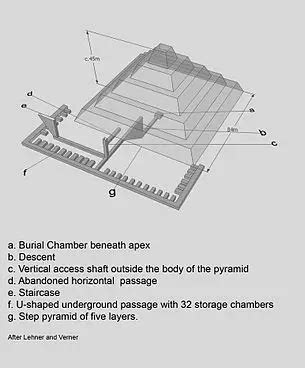 c.45m
d
e
a
84m
b
c
f
g
a. Burial Chamber beneath apex
b. Descent
c. Vertical access shaft outside the body of the pyramid
d. Abandoned horizontal passage
e. Staircase
f. U-shaped underground passage with 32 storage chambers
g. Step pyramid of five layers.
After Lehner and Verner